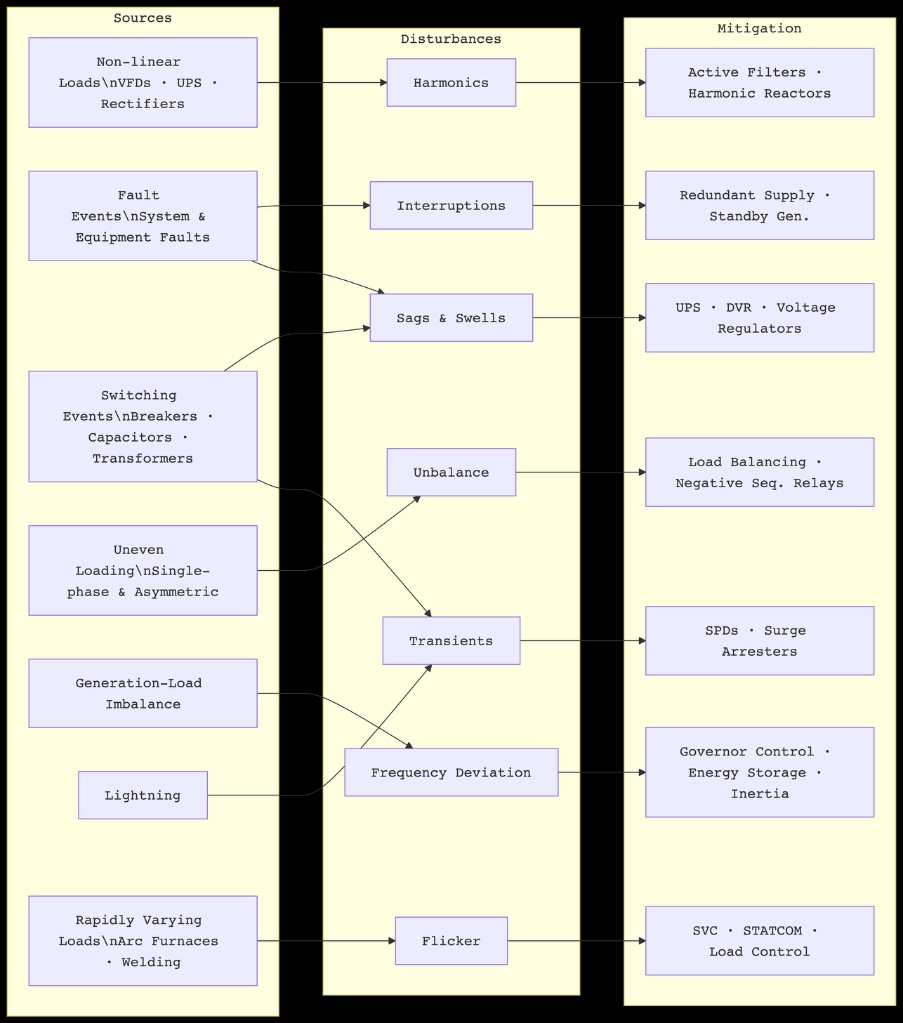 Sources
Non-linear
Loads\nVFDs · UPS ·
Rectifiers
Fault
Events\nSystem &
Equipment Faults
Switching
Events\nBreakers ·
Capacitors ·
Transformers
Uneven
Loading\nSingle-
phase & Asymmetric
Generation-Load
Imbalance
Lightning
Rapidly Varying
Loads\nArc Furnaces
· Welding
Disturbances
Harmonics
Interruptions
Sags & Swells
Unbalance
Transients
Frequency Deviation
Flicker
Mitigation
Active Filters ·
Harmonic Reactors
Redundant Supply ·
Standby Gen.
UPS · DVR · Voltage
Regulators
Load Balancing ·
Negative Seq. Relays
SPDs · Surge
Arresters
Governor Control ·
Energy Storage ·
Inertia
SVC · STATCOM ·
Load Control